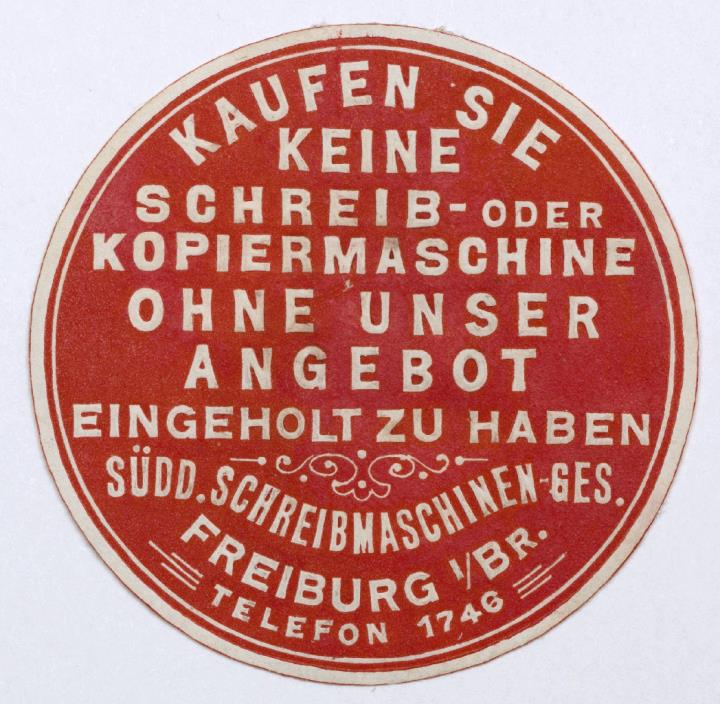 KAUFEN SIE
KEINE
SCHREIB- ODER
KOPIERMASCHINE
OHNE UNSER
ANGEBOT
EINGEHOLT ZU HABEN
SÜDD. SCHREIBMASCHINEN-GES.
FREIBURG I/BR.
TELEFON 1746